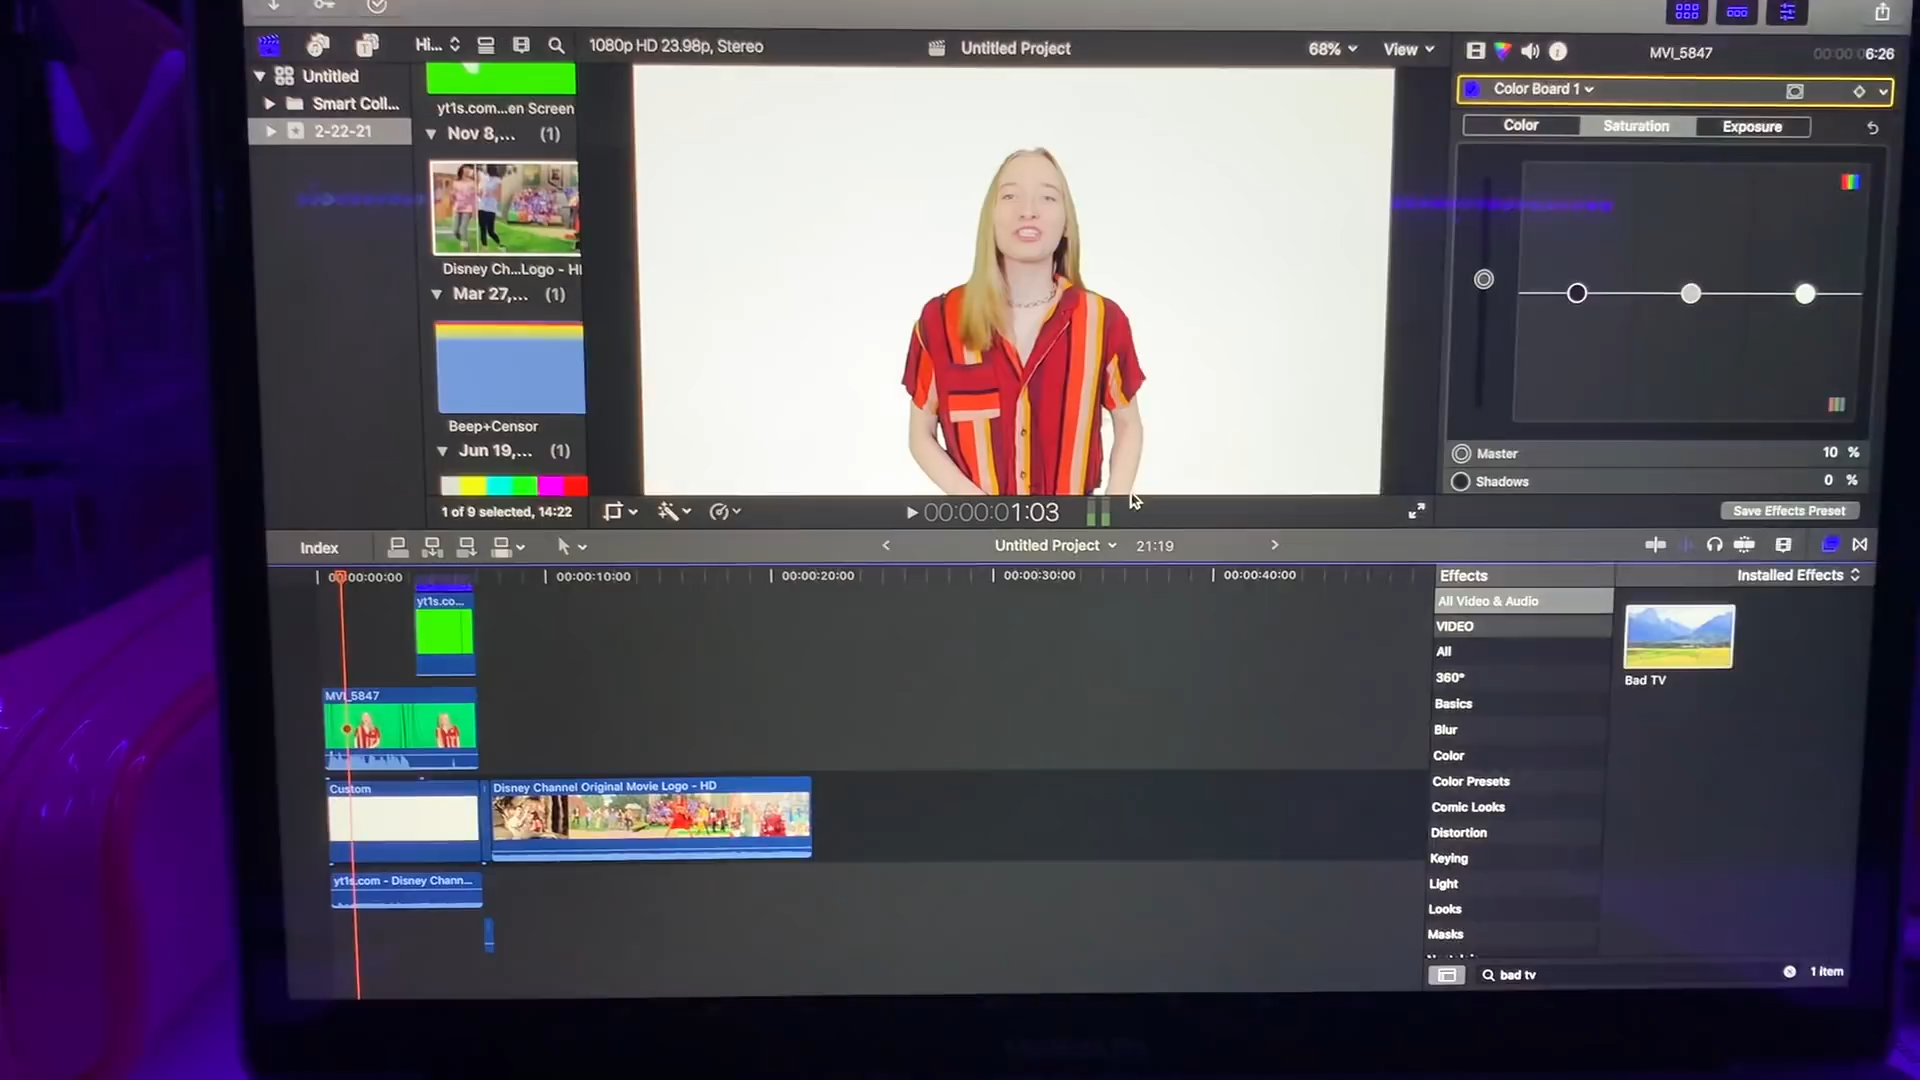 Hi...
1080p HD 23.98p, Stereo
Untitled Project
68%
View
MVI_5847
00:00:006:26
Untitled
Smart Coll...
2-22-21
yt1s.com...en Screen
Nov 8,...
(1)
Disney Ch...Logo - H
Mar 27,...
(1)
Beep+Censor
Jun 19,...
(1)
1 of 9 selected, 14:22
00:00:01:03
Color Board 1
Color
Saturation
Exposure
Master
10 %
Shadows
0 %
Save Effects Preset
Index
Untitled Project
21:19
00:00:00:00
00:00:10:00
00:00:20:00
00:00:30:00
00:00:40:00
yt1s.co...
MVI_5847
Custom
Disney Channel Original Movie Logo - HD
yt1s.com - Disney Chann...
Effects
Installed Effects
All Video & Audio
VIDEO
All
360°
Basics
Blur
Color
Color Presets
Comic Looks
Distortion
Keying
Light
Looks
Masks
Bad TV
bad tv
1 item